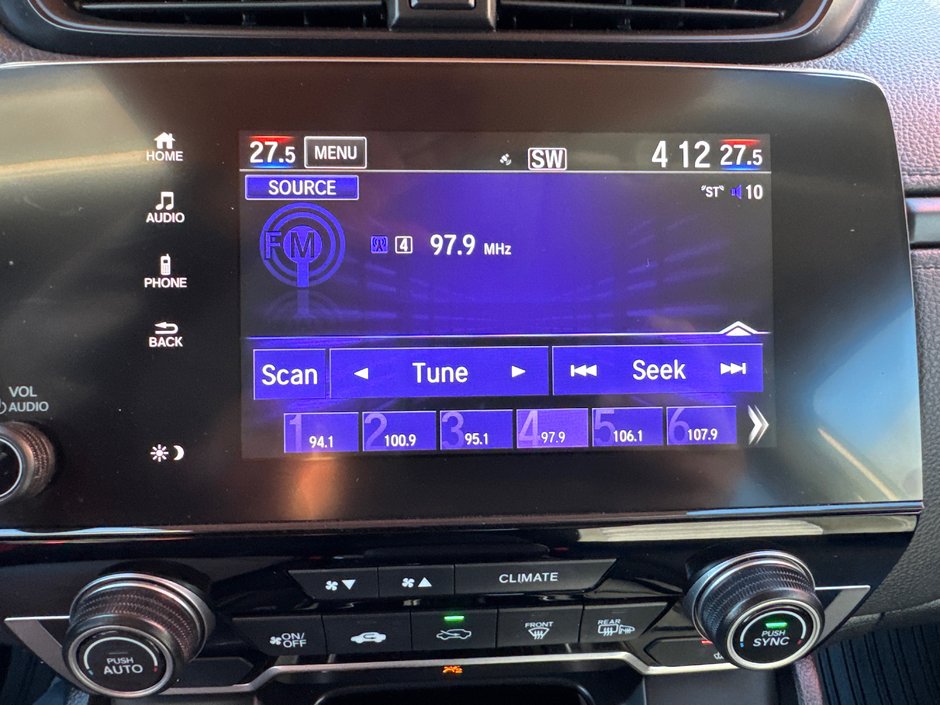 HOME
AUDIO
PHONE
BACK
VOL
AUDIO
27.5 MENU SW 4 12 27.5
SOURCE "ST" 10
FM 4 97.9 MHz
Scan Tune Seek
1 94.1 2 100.9 3 95.1 4 97.9 5 106.1 6 107.9
CLIMATE
ON/OFF FRONT REAR
PUSH AUTO
PUSH SYNC